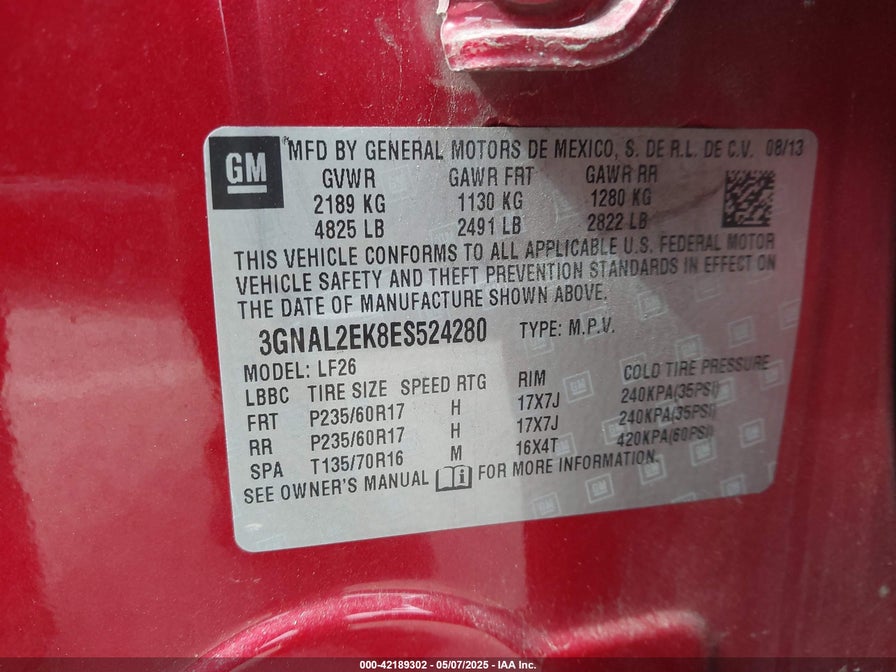 GM
MFD BY GENERAL MOTORS DE MEXICO, S. DE R.L. DE C.V. 08/13
GVWR GAWR FRT GAWR RR
2189 KG 1130 KG 1280 KG
4825 LB 2491 LB 2822 LB
THIS VEHICLE CONFORMS TO ALL APPLICABLE U.S. FEDERAL MOTOR
VEHICLE SAFETY AND THEFT PREVENTION STANDARDS IN EFFECT ON
THE DATE OF MANUFACTURE SHOWN ABOVE.
3GNAL2EK8ES524280 TYPE: M.P.V.
MODEL: LF26
LBBC TIRE SIZE SPEED RTG RIM COLD TIRE PRESSURE
FRT P235/60R17 H 17X7J 240KPA(35PSI)
RR P235/60R17 H 17X7J 240KPA(35PSI)
SPA T135/70R16 M 16X4T 420KPA(60PSI)
SEE OWNER'S MANUAL i FOR MORE INFORMATION.
000-42189302 — 05/07/2025 — IAA Inc.